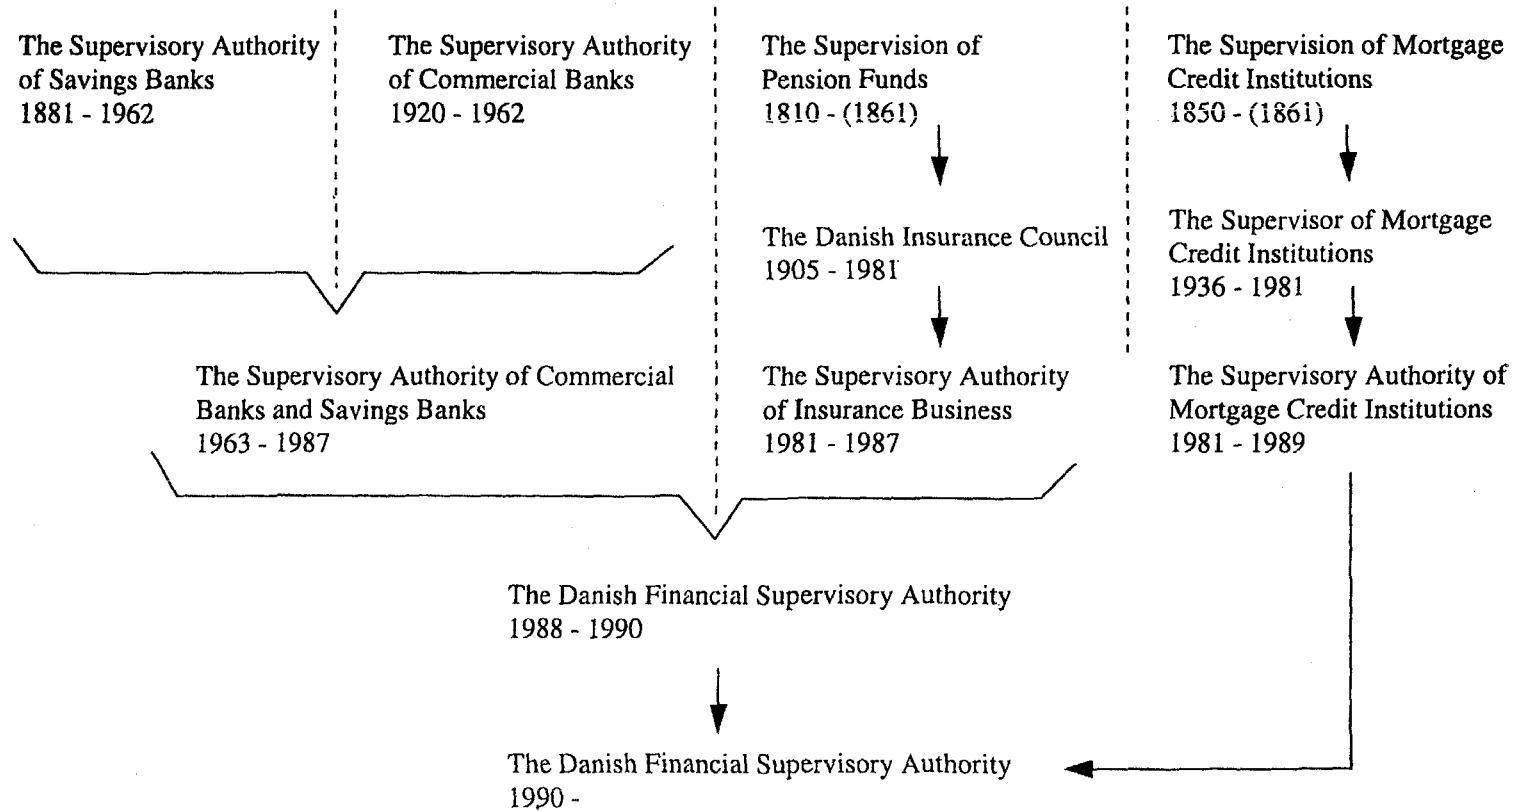 The Supervisory Authority
of Savings Banks
1881 - 1962
The Supervisory Authority
of Commercial Banks
1920 - 1962
The Supervision of
Pension Funds
1810 - (1861)
The Supervision of Mortgage
Credit Institutions
1850 - (1861)
The Danish Insurance Council
1905 - 1981
The Supervisor of Mortgage
Credit Institutions
1936 - 1981
The Supervisory Authority of Commercial
Banks and Savings Banks
1963 - 1987
The Supervisory Authority
of Insurance Business
1981 - 1987
The Supervisory Authority of
Mortgage Credit Institutions
1981 - 1989
The Danish Financial Supervisory Authority
1988 - 1990
The Danish Financial Supervisory Authority
1990 -